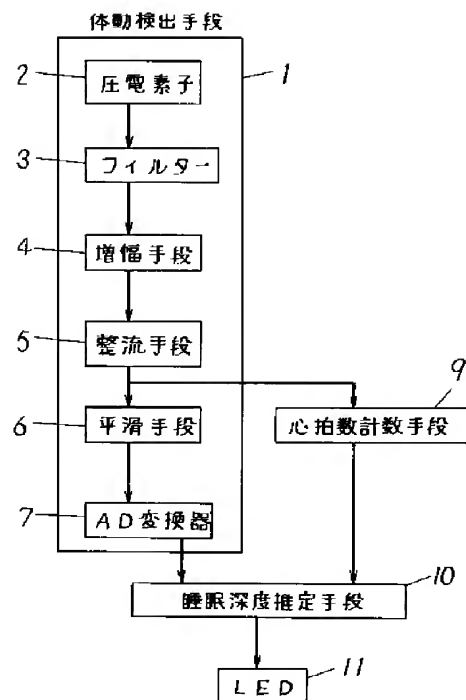 体動検出手段
1
2
圧電素子
3
フィルター
4
増幅手段
5
整流手段
6
平滑手段
9
心拍数計数手段
7
AD変換器
10
睡眠深度推定手段
11
LED